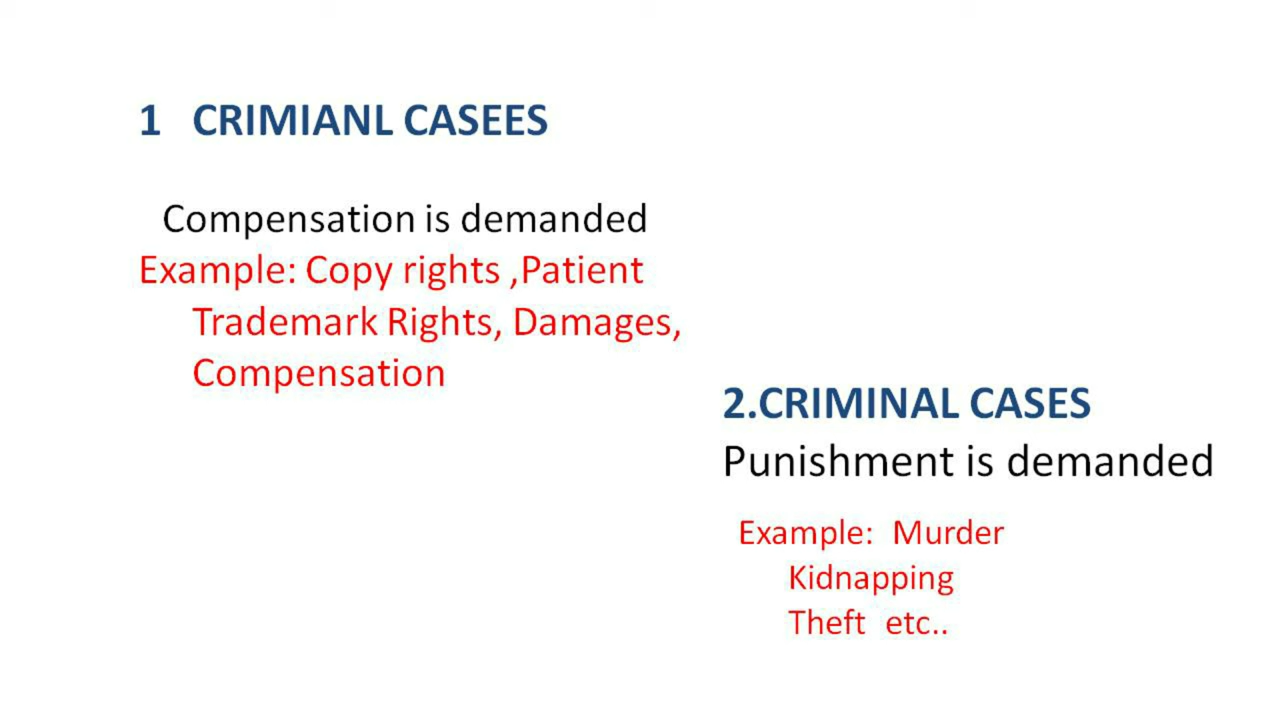 1 CRIMIANL CASEES
Compensation is demanded
Example: Copy rights ,Patient
Trademark Rights, Damages,
Compensation
2.CRIMINAL CASES
Punishment is demanded
Example: Murder
Kidnapping
Theft etc..